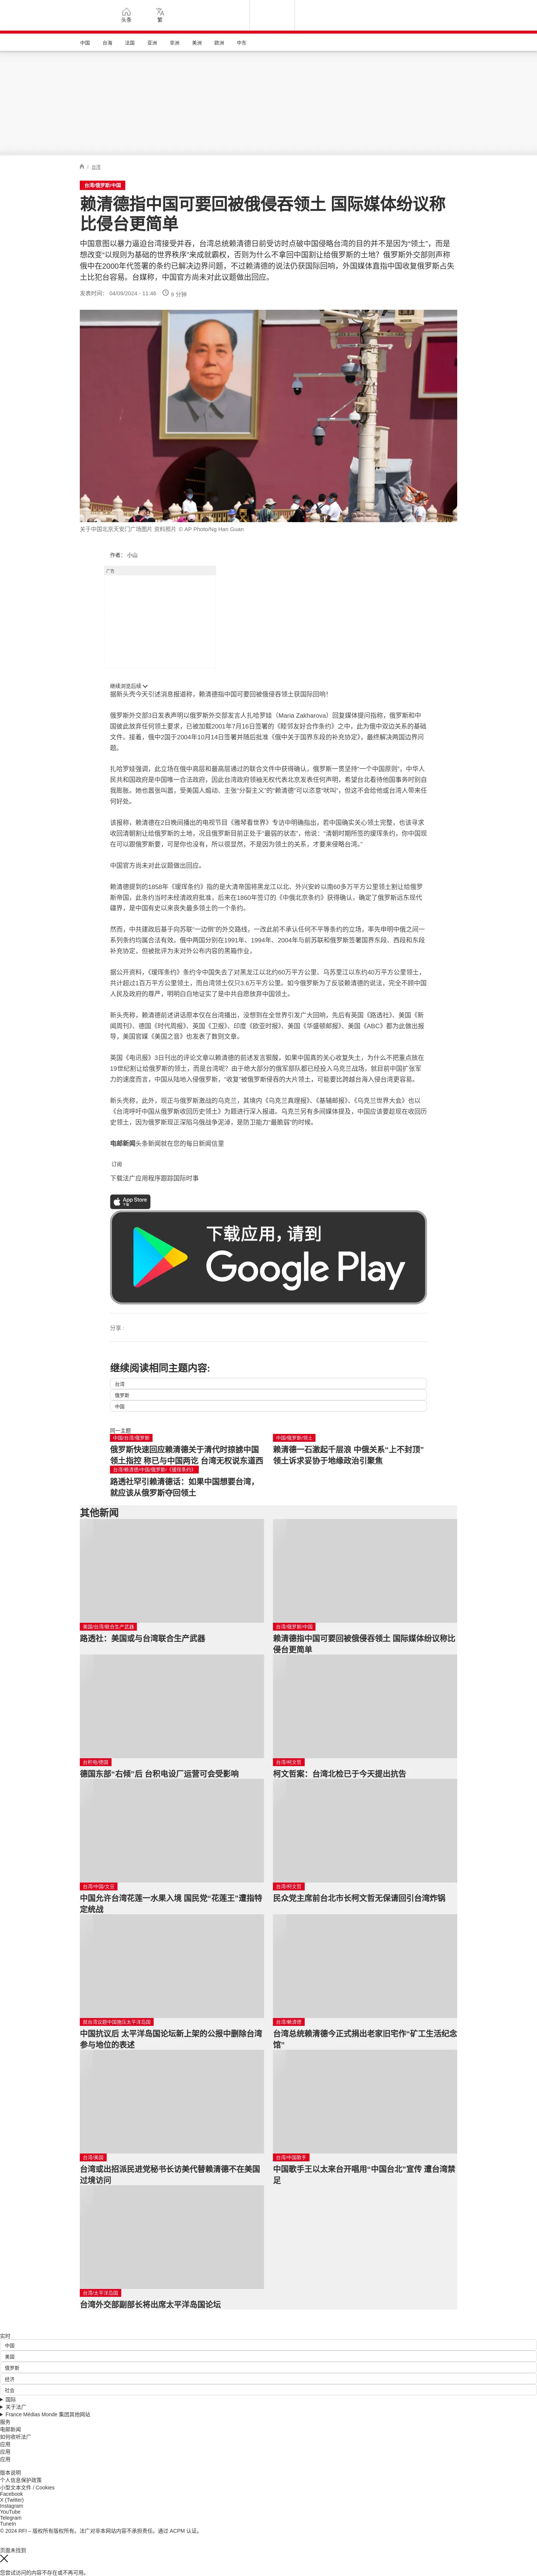 头条
繁
中国
台海
法国
亚洲
非洲
美洲
欧洲
中东
/ 台湾
台湾/俄罗斯/中国
赖清德指中国可要回被俄侵吞领土 国际媒体纷议称
比侵台更简单
中国意图以暴力逼迫台湾接受并吞，台湾总统赖清德日前受访时点破中国侵略台湾的目的并不是因为“领土”，而是
想改变“以规则为基础的世界秩序”来成就霸权，否则为什么不拿回中国割让给俄罗斯的土地？俄罗斯外交部则声称
俄中在2000年代签署的条约已解决边界问题，不过赖清德的说法仍获国际回响，外国媒体直指中国收复俄罗斯占失
土比犯台容易。台媒称，中国官方尚未对此议题做出回应。
发表时间： 04/09/2024 - 11:46
9 分钟
关于中国北京天安门广场图片 资料照片 © AP Photo/Ng Han Guan
作者： 小山
广告
继续浏览后续
据新头壳今天引述消息报道称，赖清德指中国可要回被俄侵吞领土获国际回响！
俄罗斯外交部3日发表声明以俄罗斯外交部发言人扎哈罗娃（Maria Zakharova）回复媒体提问指称，俄罗斯和中
国彼此放弃任何领土要求，已被加载2001年7月16日签署的《睦邻友好合作条约》之中，此为俄中双边关系的基础
文件。接着，俄中2国于2004年10月14日签署并随后批准《俄中关于国界东段的补充协定》，最终解决两国边界问
题。
扎哈罗娃强调，此立场在俄中高层和最高层通过的联合文件中获得确认，俄罗斯一贯坚持“一个中国原则”，中华人
民共和国政府是中国唯一合法政府，因此台湾政府领袖无权代表北京发表任何声明，希望台北看待他国事务时别自
我膨胀。她也嚣张叫嚣，受美国人煽动、主张“分裂主义”的“赖清德”可以恣意“吠叫”，但这不会给他或台湾人带来任
何好处。
该报称，赖清德在2日晚间播出的电视节目《雅琴看世界》专访中明确指出，若中国确实关心领土完整，也该寻求
收回清朝割让给俄罗斯的土地，况且俄罗斯目前正处于“最弱的状态”，他说：“清朝时期所签的瑷珲条约，你中国现
在可以跟俄罗斯要，可是你也没有，所以很显然，不是因为领土的关系，才要来侵略台湾。”
中国官方尚未对此议题做出回应。
赖清德提到的1858年《瑷珲条约》指的是大清帝国将黑龙江以北、外兴安岭以南60多万平方公里领土割让给俄罗
斯帝国，此条约当时未经清政府批准，后来在1860年签订的《中俄北京条约》获得确认，确定了俄罗斯远东现代
疆界，是中国有史以来丧失最多领土的一个条约。
然而，中共建政后基于向苏联“一边倒”的外交路线，一改此前不承认任何不平等条约的立场，率先申明中俄之间一
系列条约均属合法有效。俄中两国分别在1991年、1994年、2004年与前苏联和俄罗斯签署国界东段、西段和东段
补充协定，但被批评为未对外公布内容的黑箱作业。
据公开资料，《瑷珲条约》条约令中国失去了对黑龙江以北约60万平方公里、乌苏里江以东约40万平方公里领土，
共计超过1百万平方公里领土，而台湾领土仅只3.6万平方公里。如今俄罗斯为了反驳赖清德的说法，完全不顾中国
人民及政府的尊严，明明白白地证实了是中共自愿放弃中国领土。
新头壳称，赖清德前述讲话原本仅在台湾播出，没想到在全世界引发广大回响，先后有英国《路透社》、美国《新
闻周刊》、德国《时代周报》、英国《卫报》、印度《欧亚时报》、美国《华盛顿邮报》、美国《ABC》都为此做出报
导，美国官媒《美国之音》也发表了数则文章。
英国《电讯报》3日刊出的评论文章以赖清德的前述发言狠酸，如果中国真的关心收复失土，为什么不把重点放在
19世纪割让给俄罗斯的领土，而是台湾呢？由于绝大部分的俄军部队都已经投入乌克兰战场，就目前中国扩张军
力的速度而言，中国从陆地入侵俄罗斯，“收复”被俄罗斯侵吞的大片领土，可能要比跨越台海入侵台湾更容易。
新头壳称，此外，现正与俄罗斯激战的乌克兰，其境内《乌克兰真理报》、《基辅邮报》、《乌克兰世界大会》也以
《台湾呼吁中国从俄罗斯收回历史领土》为题进行深入报道。乌克兰另有多间媒体提及，中国应该要趁现在收回历
史领土，因为俄罗斯现正深陷乌俄战争泥淖，是防卫能力“最脆弱”的时候。
电邮新闻头条新闻就在您的每日新闻信里
订阅
下载法广应用程序跟踪国际时事
App Store
下载
下载应用，请到
Google Play
分享 :
继续阅读相同主题内容:
台湾
俄罗斯
中国
同一主题
中国/台湾/俄罗斯
俄罗斯快速回应赖清德关于清代时掠掳中国
领土指控 称已与中国两讫 台湾无权说东道西
中国/俄罗斯/领土
赖清德一石激起千层浪 中俄关系“上不封顶”
领土诉求妥协于地缘政治引聚焦
台湾/赖清德/中国/俄罗斯/《瑷珲条约》
路透社罕引赖清德话：如果中国想要台湾，
就应该从俄罗斯夺回领土
其他新闻
美国/台湾/联合生产武器
路透社：美国或与台湾联合生产武器
台湾/俄罗斯/中国
赖清德指中国可要回被俄侵吞领土 国际媒体纷议称比
侵台更简单
台积电/德国
德国东部“右倾”后 台积电设厂运营可会受影响
台湾/柯文哲
柯文哲案：台湾北检已于今天提出抗告
台湾/中国/文旦
中国允许台湾花莲一水果入境 国民党“花莲王”遭指特
定统战
台湾/柯文哲
民众党主席前台北市长柯文哲无保请回引台湾炸锅
就台湾议题中国施压太平洋岛国
中国抗议后 太平洋岛国论坛新上架的公报中删除台湾
参与地位的表述
台湾/赖清德
台湾总统赖清德今正式捐出老家旧宅作“矿工生活纪念
馆”
台湾/美国
台湾或出招派民进党秘书长访美代替赖清德不在美国
过境访问
台湾/中国歌手
中国歌手王以太来台开唱用“中国台北”宣传 遭台湾禁
足
台湾/太平洋岛国
台湾外交部副部长将出席太平洋岛国论坛
实时
中国
美国
俄罗斯
经济
社会
国际
关于法广
France Médias Monde 集团其他网站
服务
电邮新闻
如何收听法广
应用
应用
应用
版本说明
个人信息保护政策
小型文本文件 / Cookies
Facebook
X (Twitter)
Instagram
YouTube
Telegram
TuneIn
© 2024 RFI – 版权所有版权所有。法广对非本网站内容不承担责任。通过 ACPM 认证。
页面未找到
您尝试访问的内容不存在或不再可用。